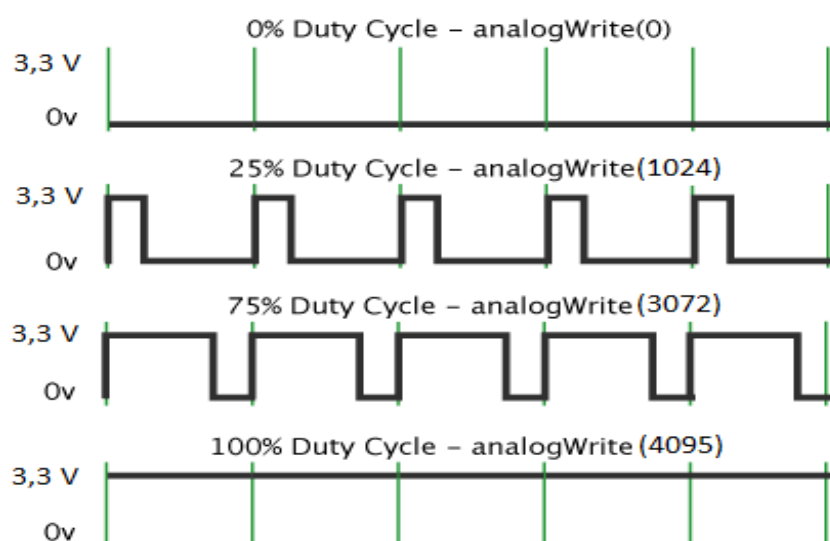 0% Duty Cycle – analogWrite(0)
3,3 V
0v
25% Duty Cycle – analogWrite(1024)
3,3 V
0v
75% Duty Cycle – analogWrite(3072)
3,3 V
0v
100% Duty Cycle – analogWrite(4095)
3,3 V
0v